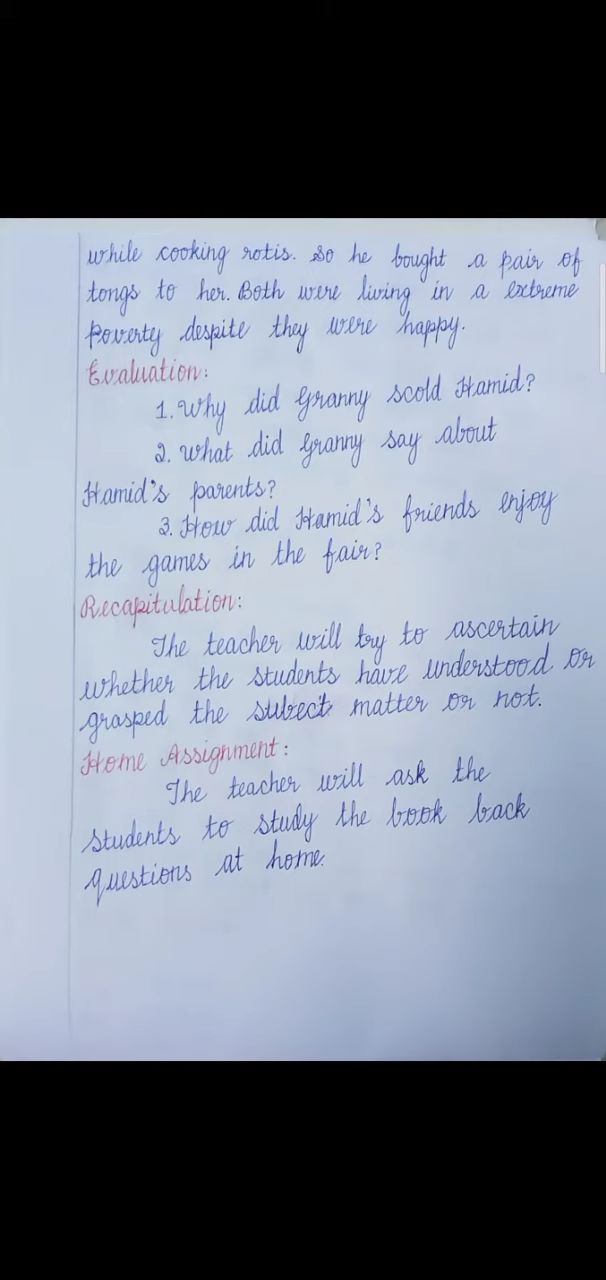 while cooking rotis. So he bought a pair of
tongs to her. Both were living in a extreme
poverty despite they were happy.
Evaluation:
1. Why did Granny scold Hamid?
2. What did Granny say about
Hamid's parents?
3. How did Hamid's friends enjoy
the games in the fair?
Recapitulation:
The teacher will try to ascertain
whether the students have understood or
grasped the subect matter or not.
Home Assignment:
The teacher will ask the
students to study the book back
questions at home.